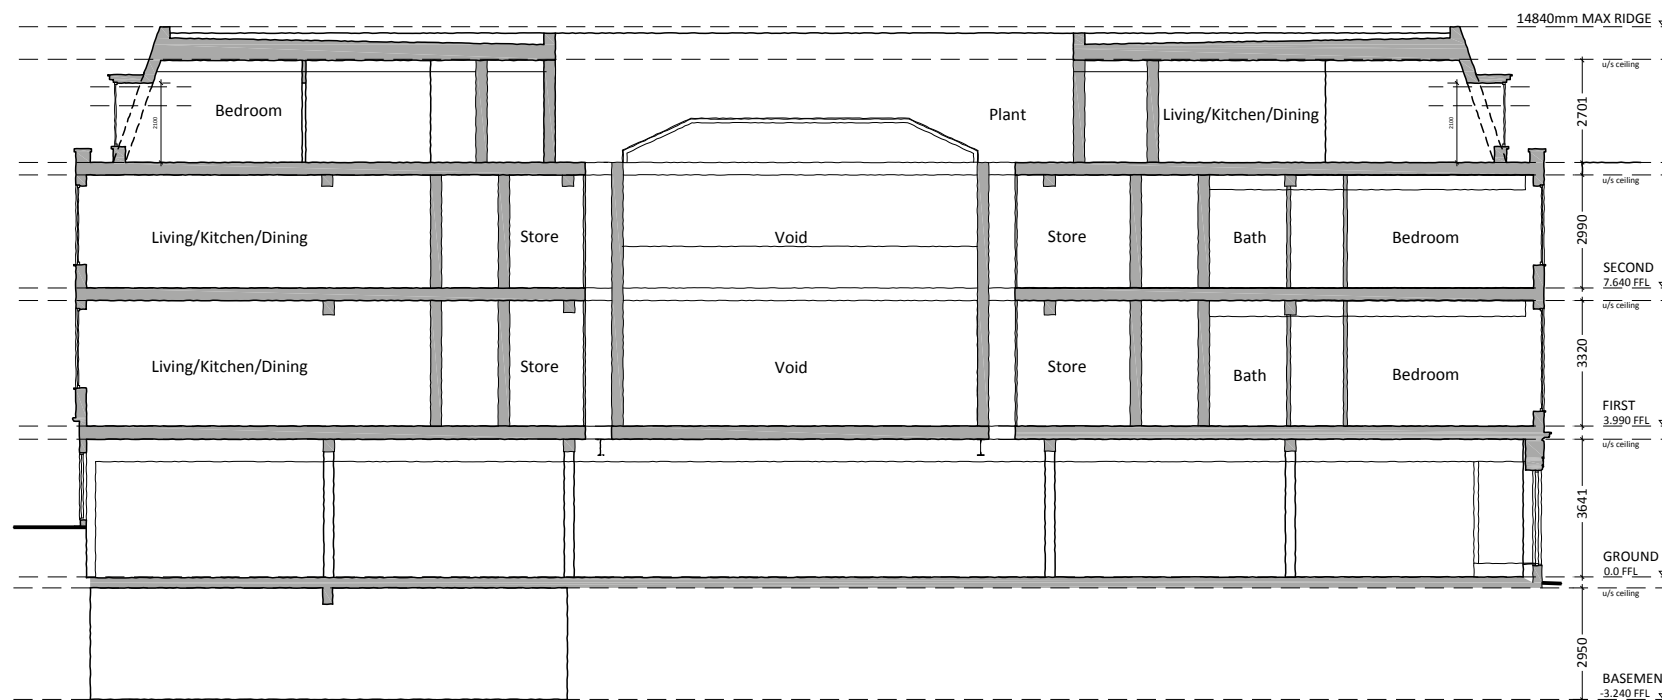 14840mm MAX RIDGE
u/s ceiling
2701
2100
Bedroom
Plant
Living/Kitchen/Dining
2100
u/s ceiling
2990
Living/Kitchen/Dining
Store
Void
Store
Bath
Bedroom
SECOND
7.640 FFL
u/s ceiling
3320
Living/Kitchen/Dining
Store
Void
Store
Bath
Bedroom
FIRST
3.990 FFL
u/s ceiling
3641
GROUND
0.0 FFL
u/s ceiling
2950
BASEMEN
-3.240 FFL